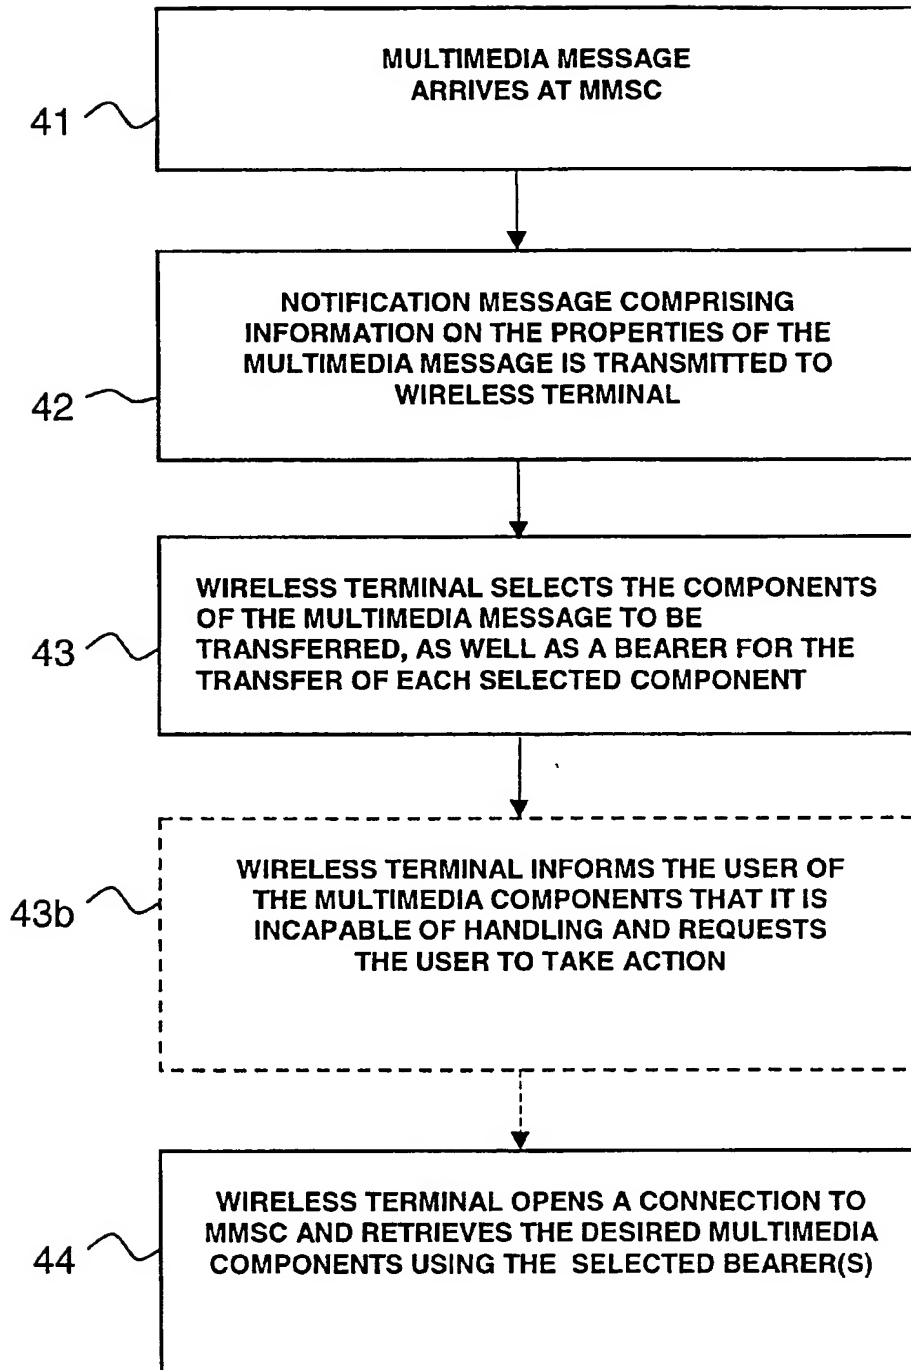 MULTIMEDIA MESSAGE
ARRIVES AT MMSC
41
NOTIFICATION MESSAGE COMPRISING
INFORMATION ON THE PROPERTIES OF THE
MULTIMEDIA MESSAGE IS TRANSMITTED TO
WIRELESS TERMINAL
42
WIRELESS TERMINAL SELECTS THE COMPONENTS
OF THE MULTIMEDIA MESSAGE TO BE
TRANSFERRED, AS WELL AS A BEARER FOR THE
TRANSFER OF EACH SELECTED COMPONENT
43
WIRELESS TERMINAL INFORMS THE USER OF
THE MULTIMEDIA COMPONENTS THAT IT IS
INCAPABLE OF HANDLING AND REQUESTS
THE USER TO TAKE ACTION
43b
WIRELESS TERMINAL OPENS A CONNECTION TO
MMSC AND RETRIEVES THE DESIRED MULTIMEDIA
COMPONENTS USING THE SELECTED BEARER(S)
44